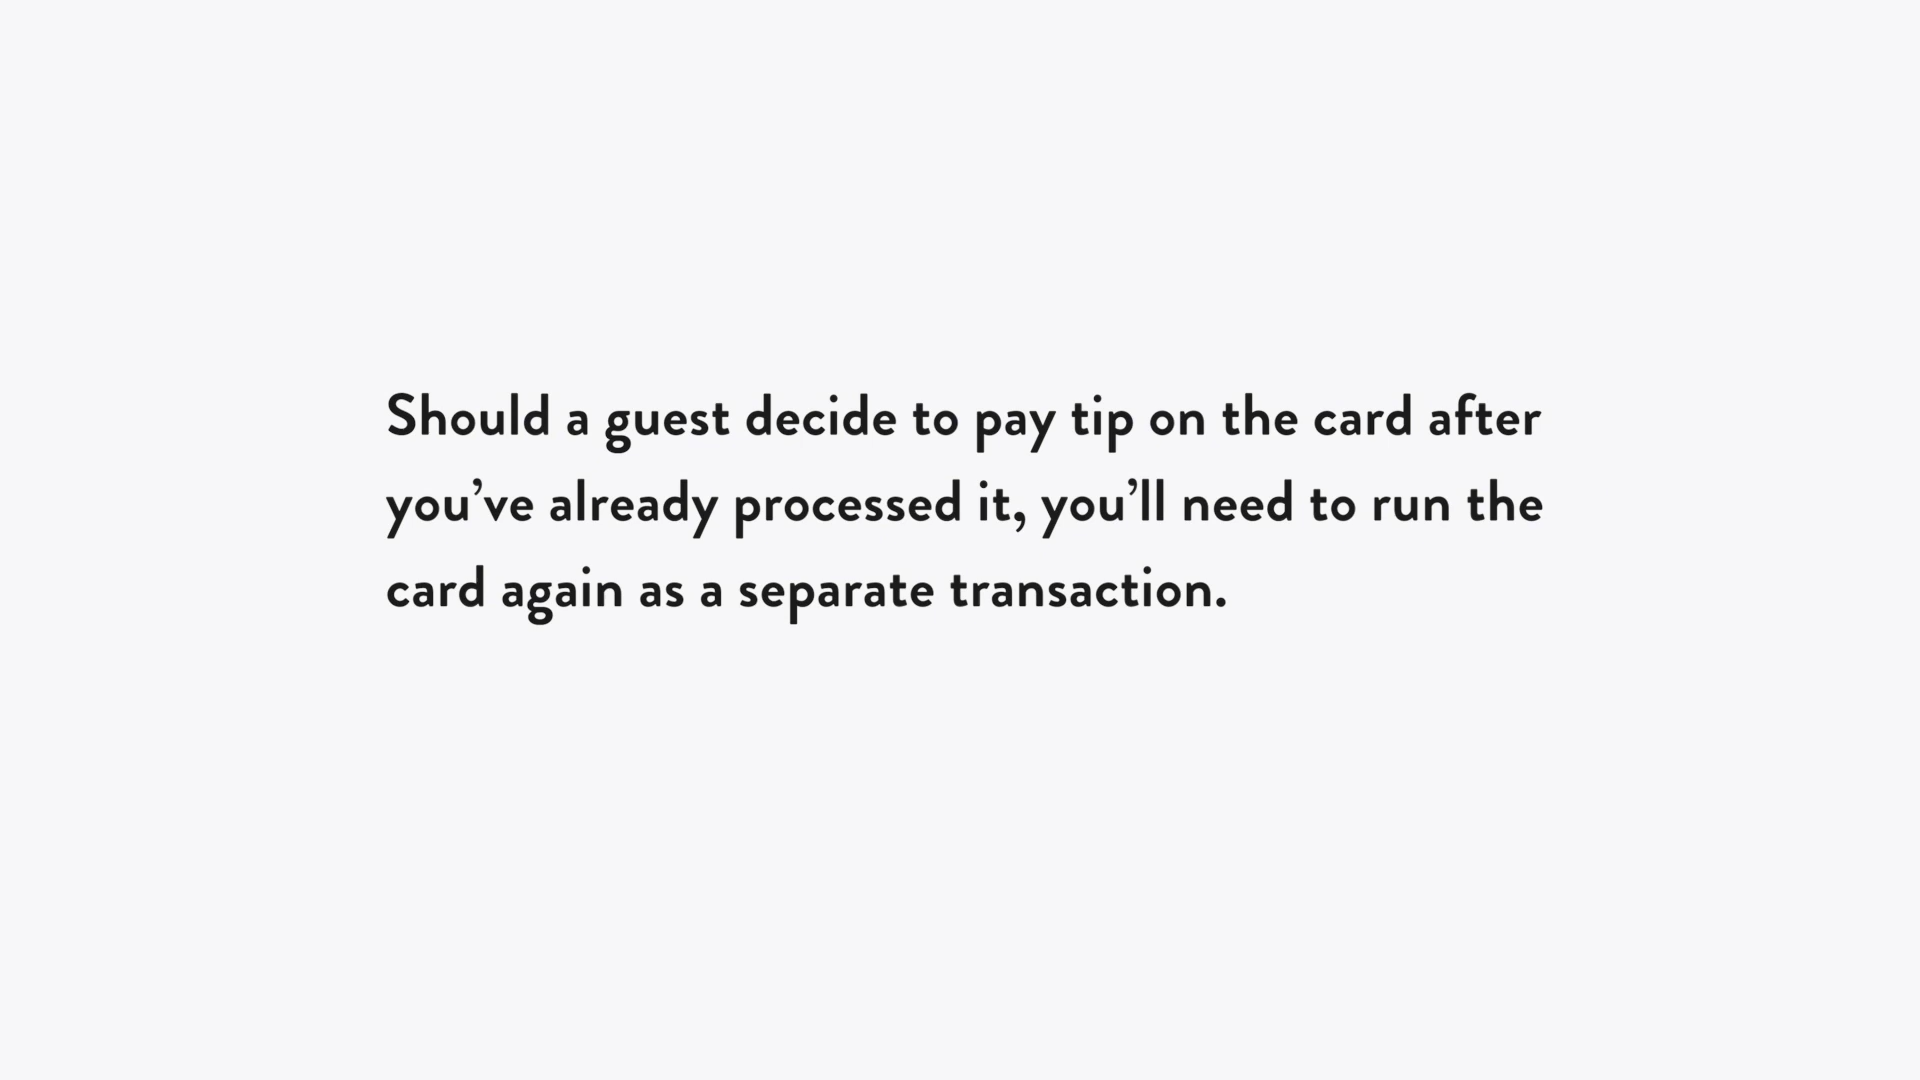 Should a guest decide to pay tip on the card after
you’ve already processed it, you’ll need to run the
card again as a separate transaction.